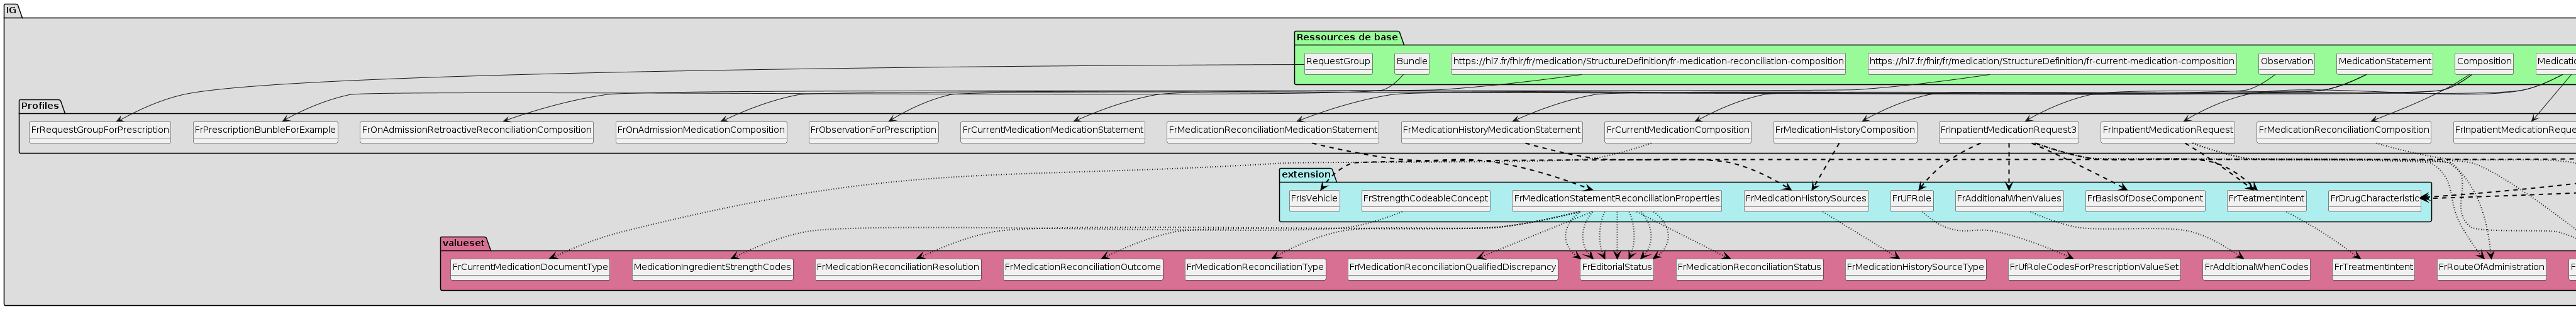 IG
Ressources de base
RequestGroup
Bundle
https://hl7.fr/fhir/fr/medication/StructureDefinition/fr-medication-reconciliation-composition
https://hl7.fr/fhir/fr/medication/StructureDefinition/fr-current-medication-composition
Observation
MedicationStatement
Composition
Medicatio
Profiles
FrRequestGroupForPrescription
FrPrescriptionBunbleForExample
FrOnAdmissionRetroactiveReconciliationComposition
FrOnAdmissionMedicationComposition
FrObservationForPrescription
FrCurrentMedicationMedicationStatement
FrMedicationReconciliationMedicationStatement
FrMedicationHistoryMedicationStatement
FrCurrentMedicationComposition
FrMedicationHistoryComposition
FrInpatientMedicationRequest3
FrInpatientMedicationRequest
FrMedicationReconciliationComposition
FrInpatientMedicationReque
extension
FrIsVehicle
FrStrengthCodeableConcept
FrMedicationStatementReconciliationProperties
FrMedicationHistorySources
FrUFRole
FrAdditionalWhenValues
FrBasisOfDoseComponent
FrTeatmentIntent
FrDrugCharacteristic
valueset
FrCurrentMedicationDocumentType
MedicationIngredientStrengthCodes
FrMedicationReconciliationResolution
FrMedicationReconciliationOutcome
FrMedicationReconciliationType
FrMedicationReconciliationQualifiedDiscrepancy
FrEditorialStatus
FrMedicationReconciliationStatus
FrMedicationHistorySourceType
FrUfRoleCodesForPrescriptionValueSet
FrAdditionalWhenCodes
FrTreatmentIntent
FrRouteOfAdministration